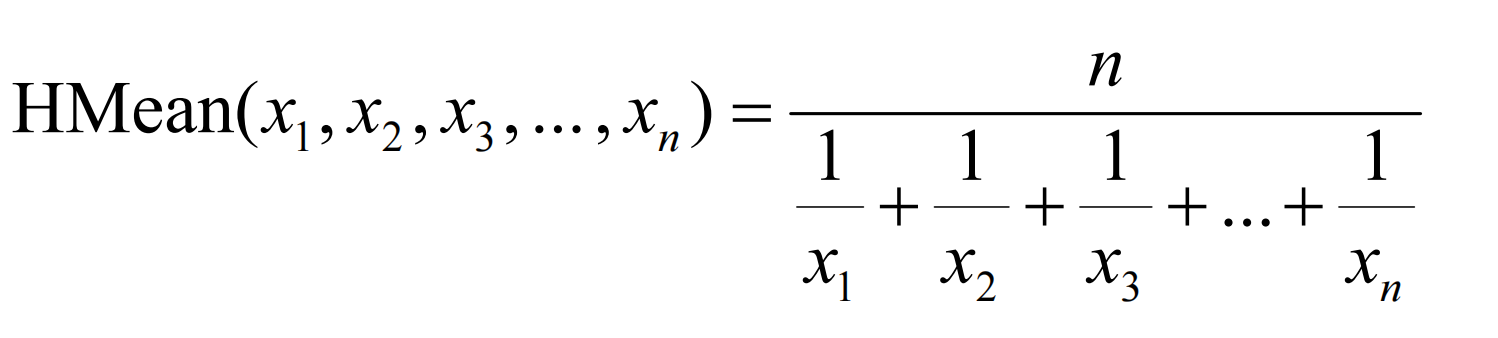 HMean(x₁, x₂, x₃, ..., xₙ) = n / (1/x₁ + 1/x₂ + 1/x₃ + ... + 1/xₙ)